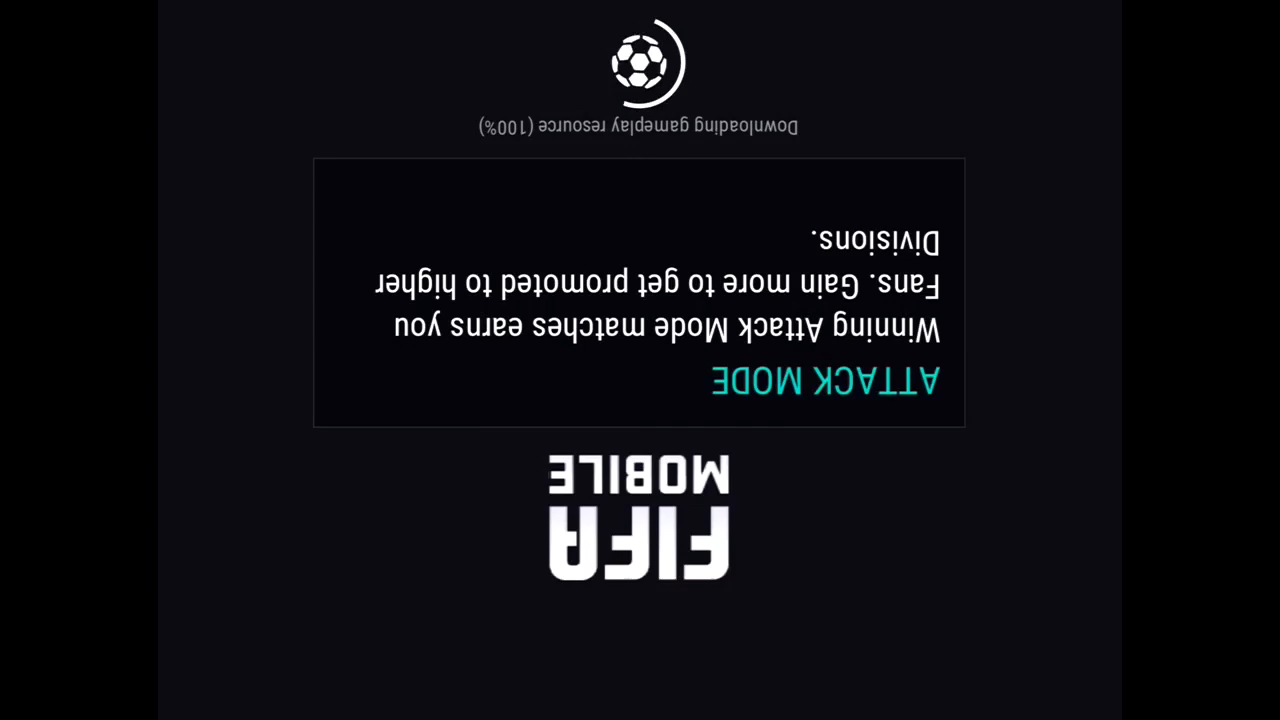 FIFA
MOBILE
ATTACK MODE
Winning Attack Mode matches earns you
Fans. Gain more to get promoted to higher
Divisions.
Downloading gameplay resource (100%)